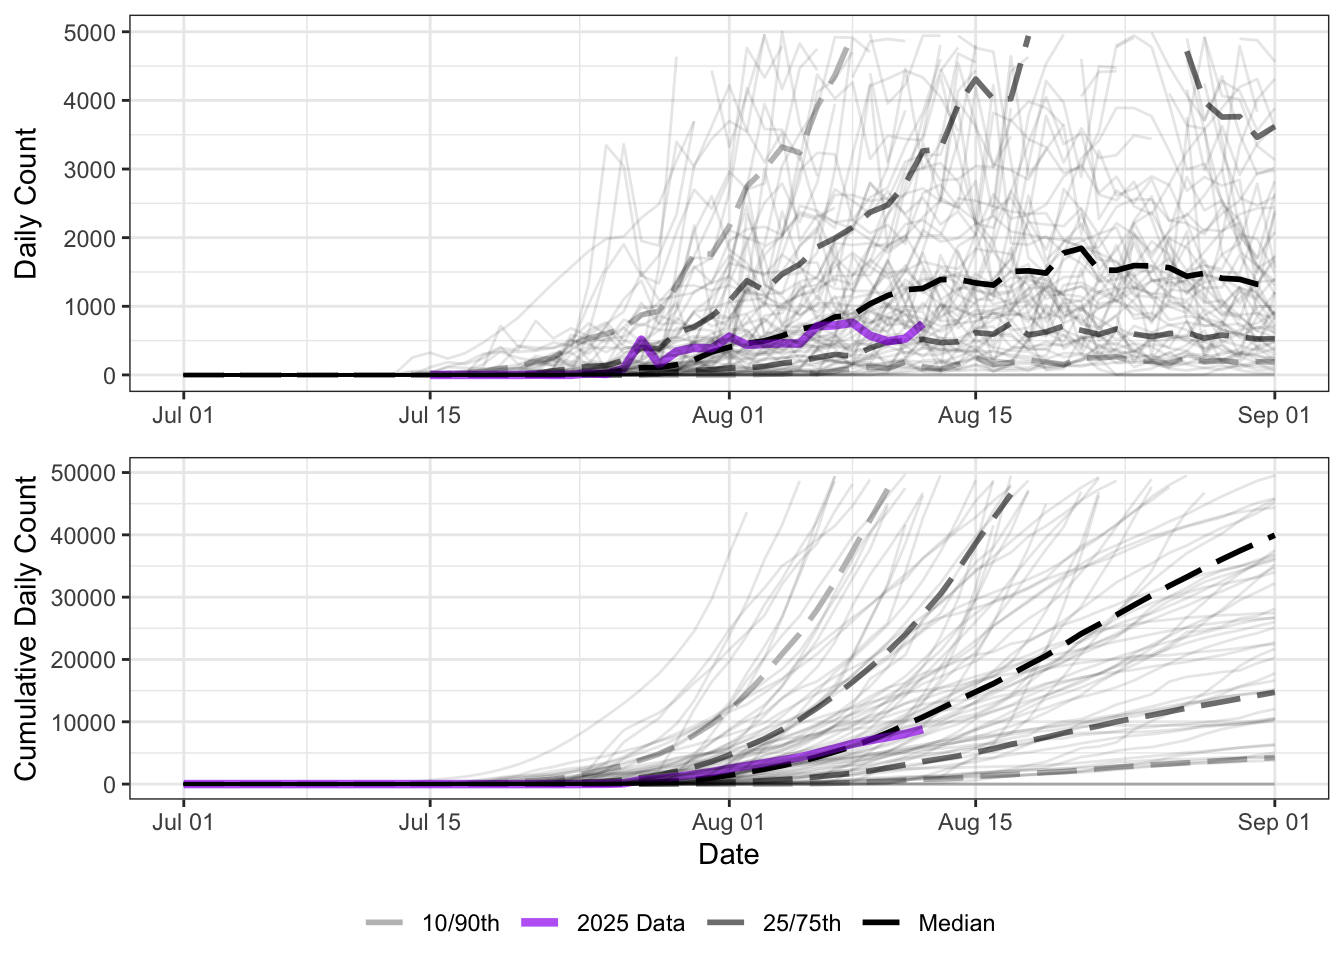 5000
4000
3000
2000
1000
0
Daily Count
Jul 01 Jul 15 Aug 01 Aug 15 Sep 01
50000
40000
30000
20000
10000
0
Cumulative Daily Count
Jul 01 Jul 15 Aug 01 Aug 15 Sep 01
Date
10/90th 2025 Data 25/75th Median